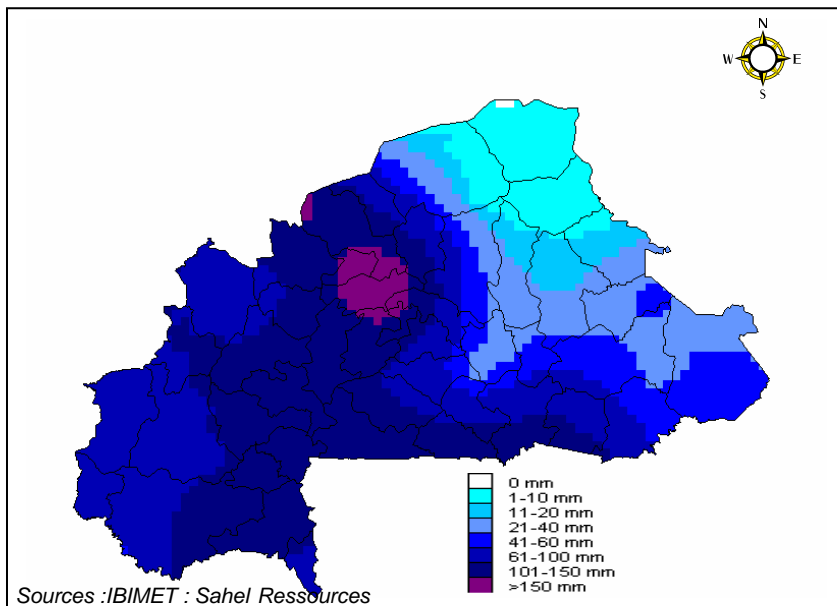 N
W E
S
0 mm
1-10 mm
11-20 mm
21-40 mm
41-60 mm
61-100 mm
101-150 mm
>150 mm
Sources :IBIMET : Sahel Ressources